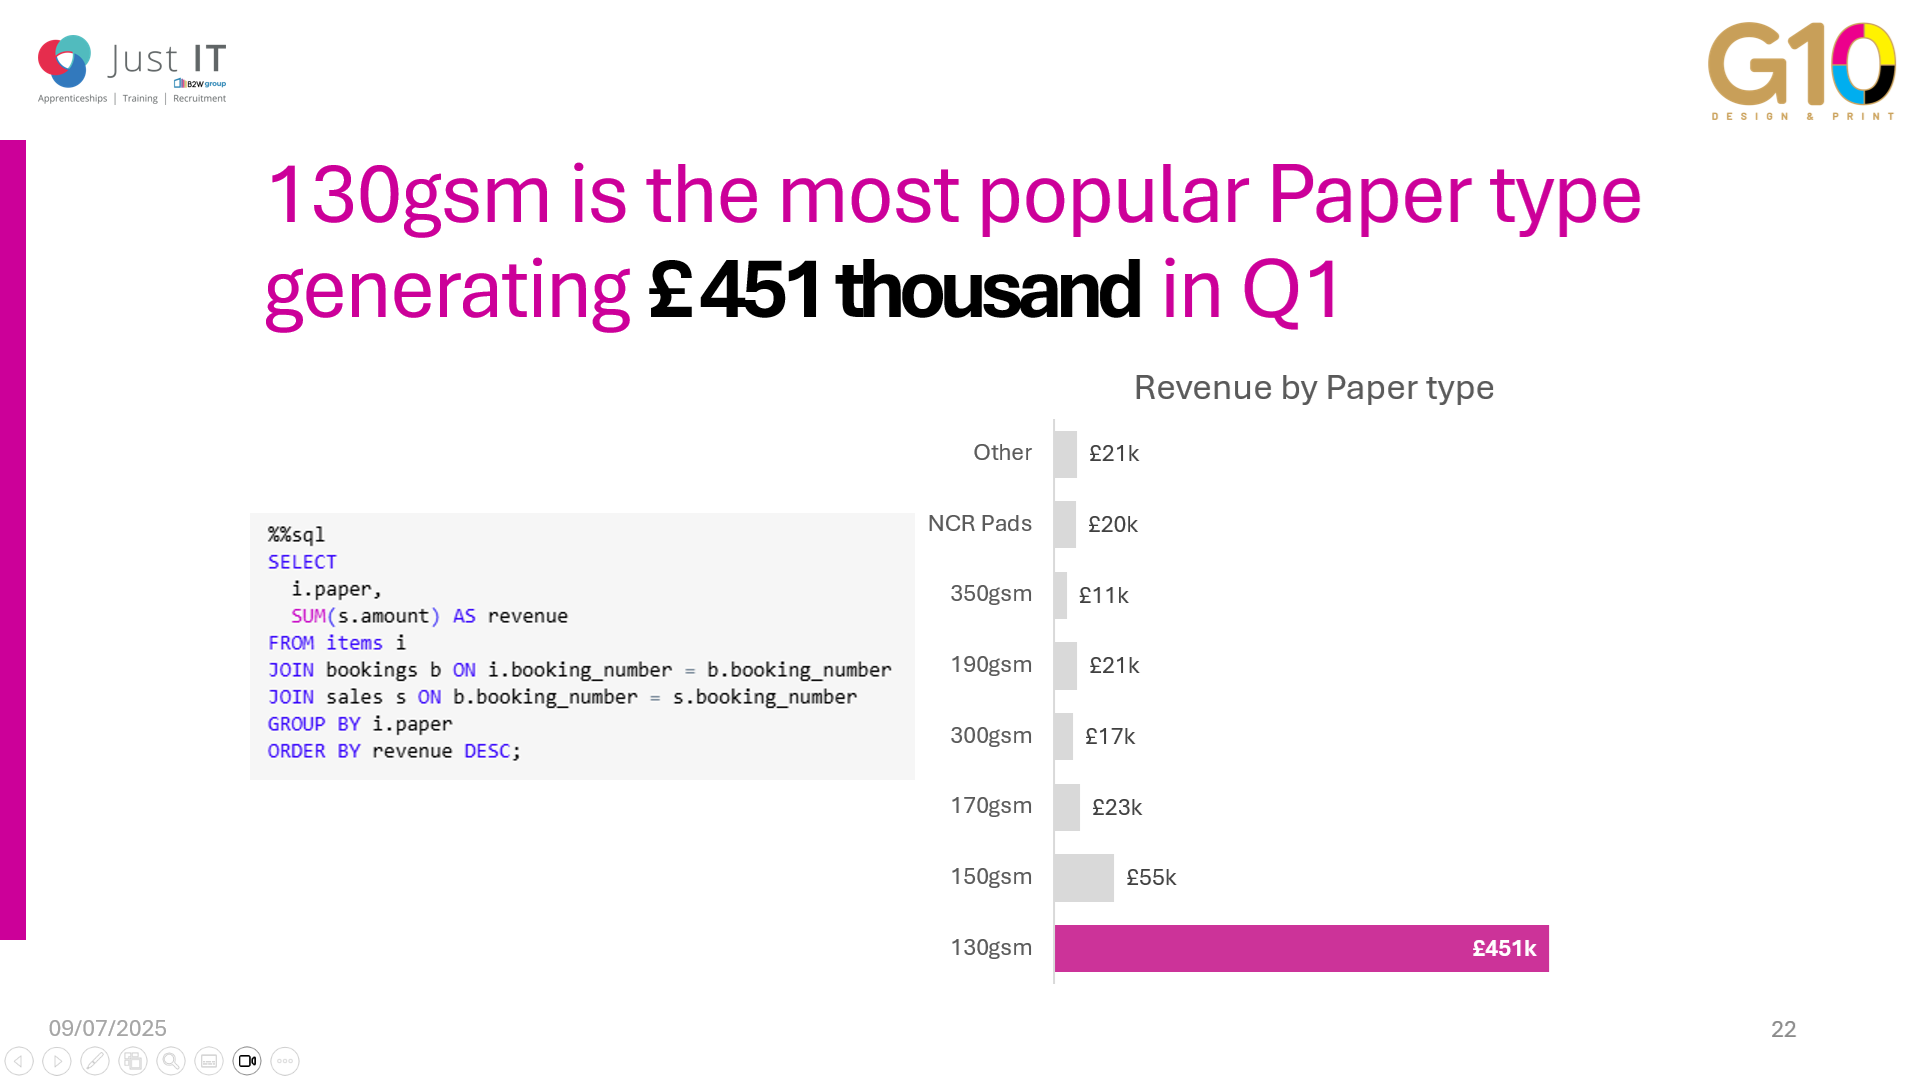 Just IT
B2W group
Apprenticeships | Training | Recruitment
G10
DESIGN & PRINT
130gsm is the most popular Paper type
generating £451 thousand in Q1
%%sql
SELECT
i.paper,
SUM(s.amount) AS revenue
FROM items i
JOIN bookings b ON i.booking_number = b.booking_number
JOIN sales s ON b.booking_number = s.booking_number
GROUP BY i.paper
ORDER BY revenue DESC;
Revenue by Paper type
Other £21k
NCR Pads £20k
350gsm £11k
190gsm £21k
300gsm £17k
170gsm £23k
150gsm £55k
130gsm £451k
09/07/2025
22